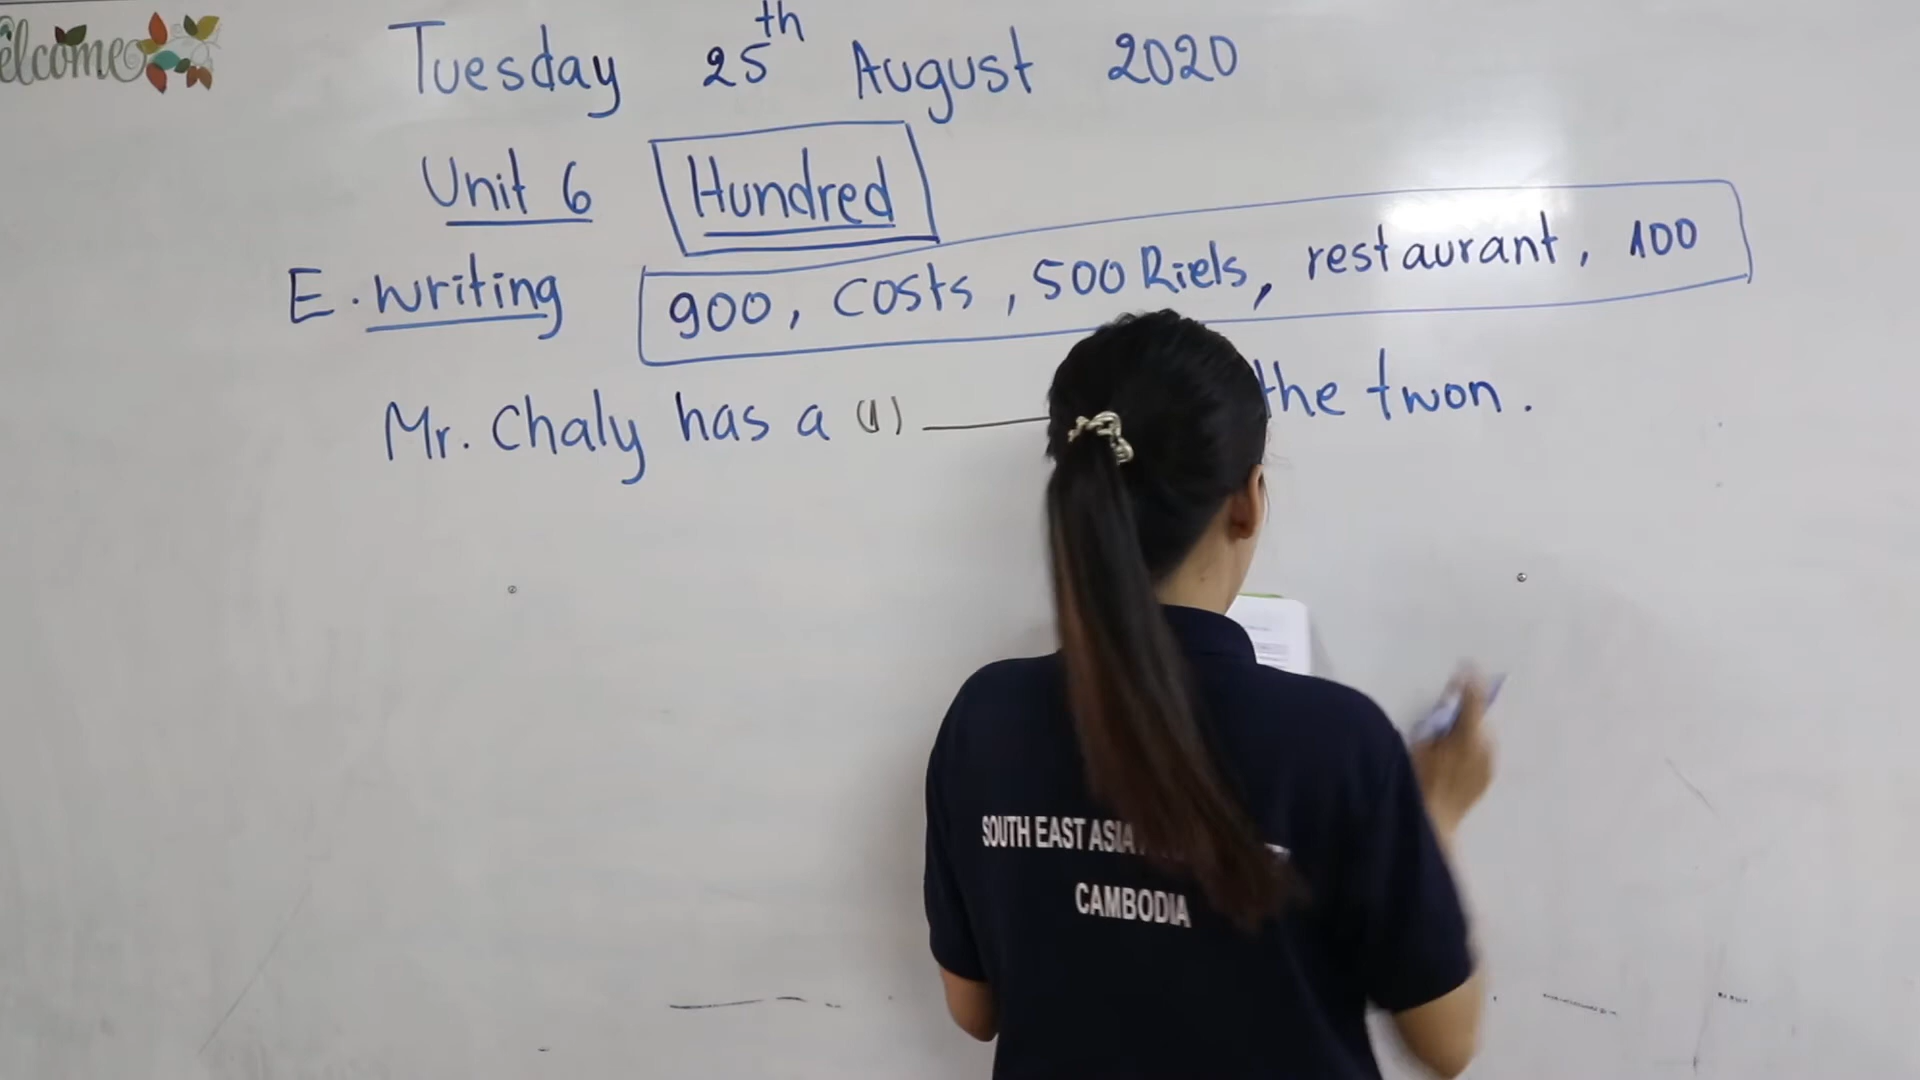 Welcome
Tuesday 25th August 2020
Unit 6 Hundred
E. writing 900, costs, 500 Riels, restaurant, 100
Mr. Chaly has a (1) the twon.
SOUTH EAST ASIA
CAMBODIA